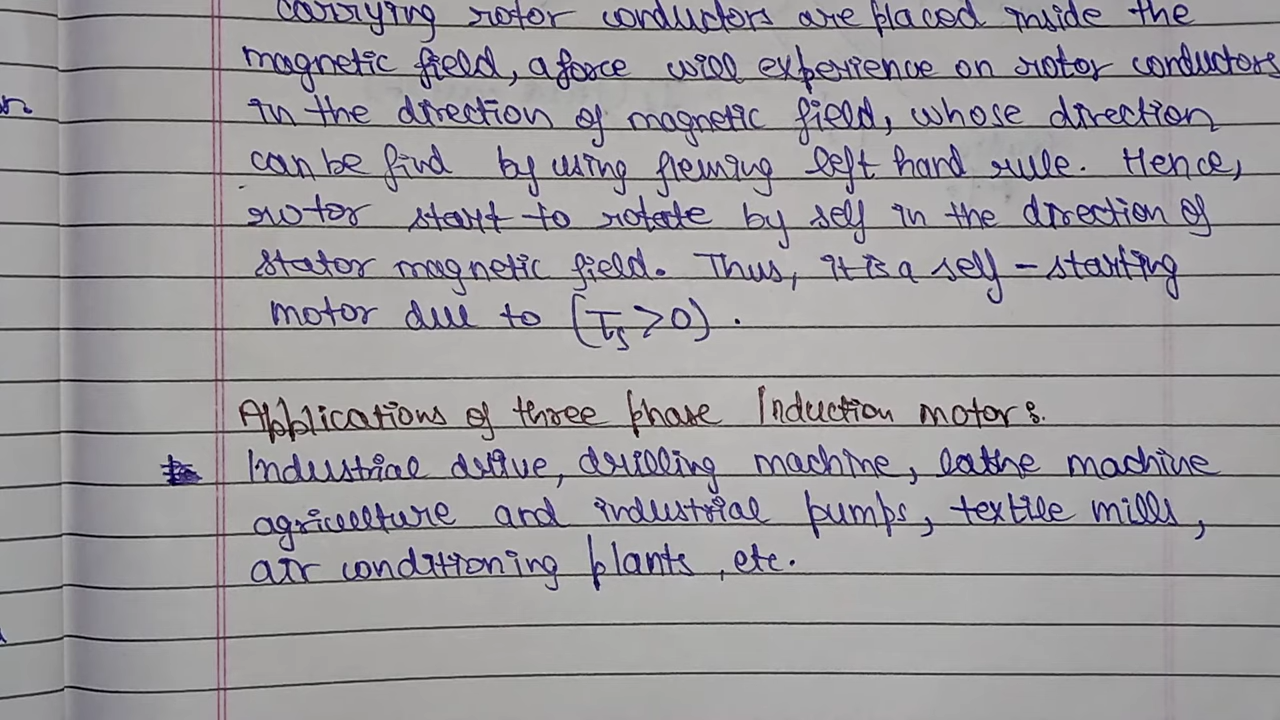 carrying rotor conductors are placed inside the
magnetic field, a force will experience on rotor conductors
in the direction of magnetic field, whose direction
can be find by using fleming left hand rule. Hence,
rotor start to rotate by self in the direction of
stator magnetic field. Thus, it is a self-starting
motor due to (Ts>0).
Applications of three phase Induction motors.
Industrial drive, drilling machine, lathe machine
agriculture and industrial pumps, textile mills,
air conditioning plants, etc.